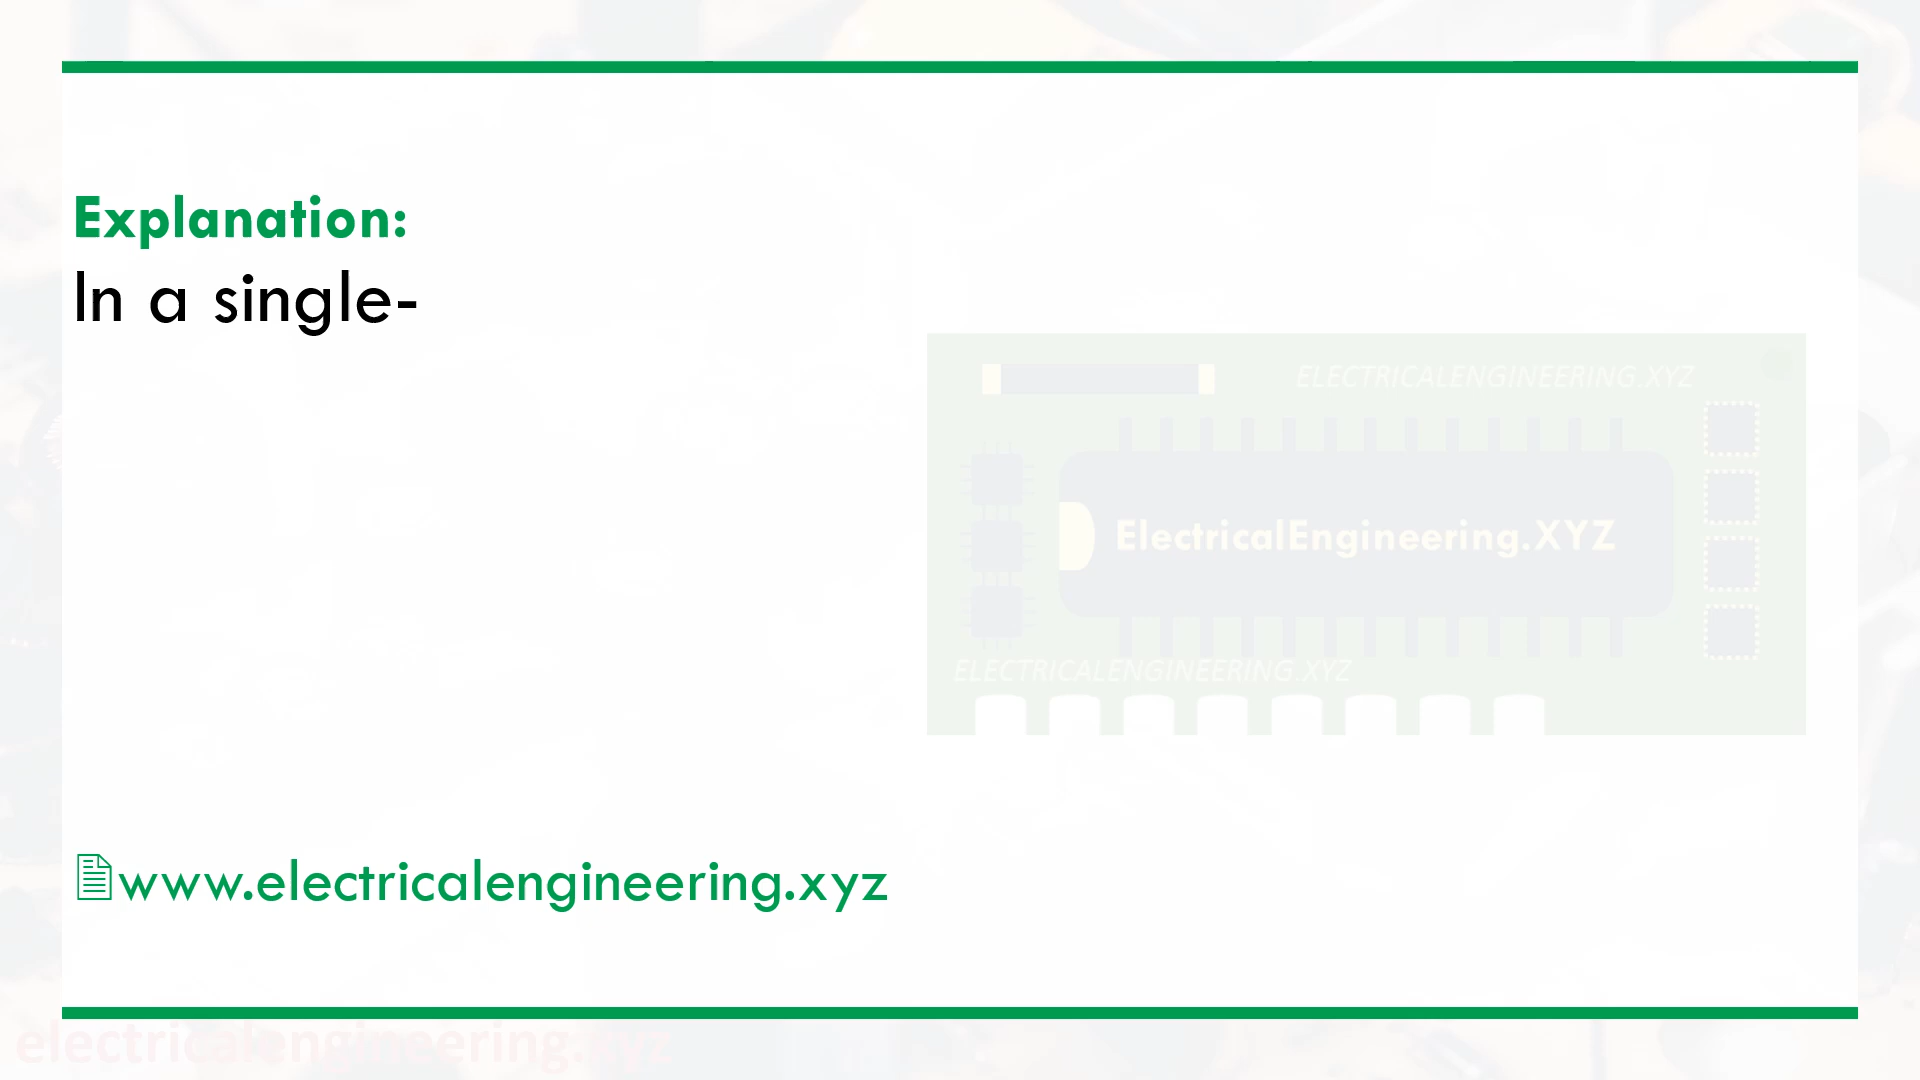 Explanation:
In a single-
ELECTRICALENGINEERING.XYZ
ElectricalEngineering.XYZ
ELECTRICALENGINEERING.XYZ
www.electricalengineering.xyz
electricalengineering.xyz